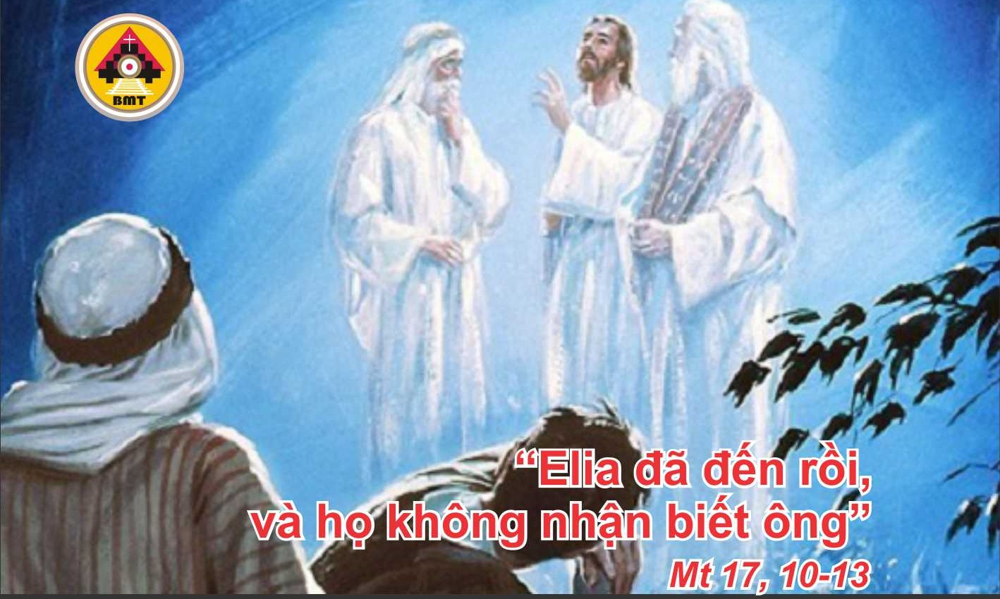 BMT
“Elia đã đến rồi,
và họ không nhận biết ông”
Mt 17, 10-13